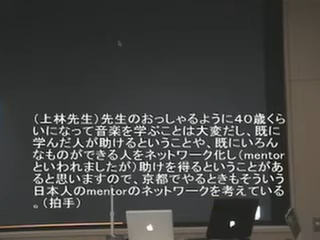 (上林先生)先生のおっしゃるように40歳くら
いになって音楽を学ぶことは大変だし、既に
学んだ人が助けるということや、既にいろん
なものができる人をネットワーク化し(mentor
といわれましたが)助けを得るということがあ
ると思いますので、京都でやるときもそういう
日本人のmentorのネットワークを考えている
。(拍手)